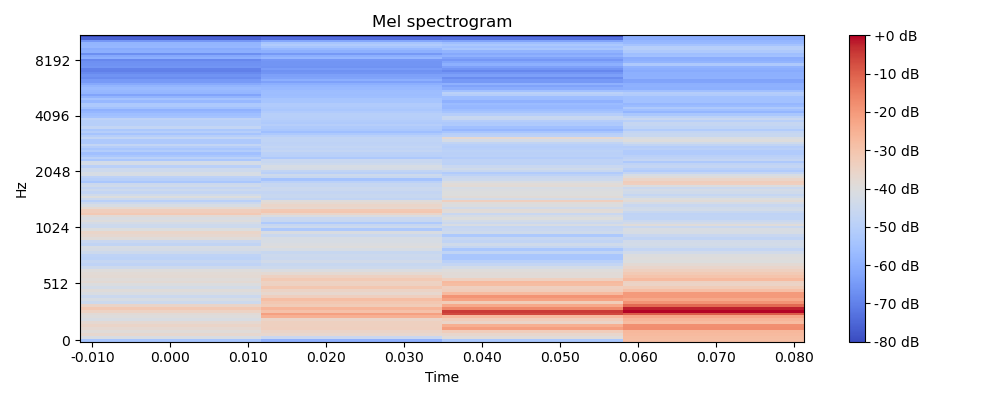 Mel spectrogram
Hz
8192
4096
2048
1024
512
0
-0.010 0.000 0.010 0.020 0.030 0.040 0.050 0.060 0.070 0.080
Time
+0 dB
-10 dB
-20 dB
-30 dB
-40 dB
-50 dB
-60 dB
-70 dB
-80 dB